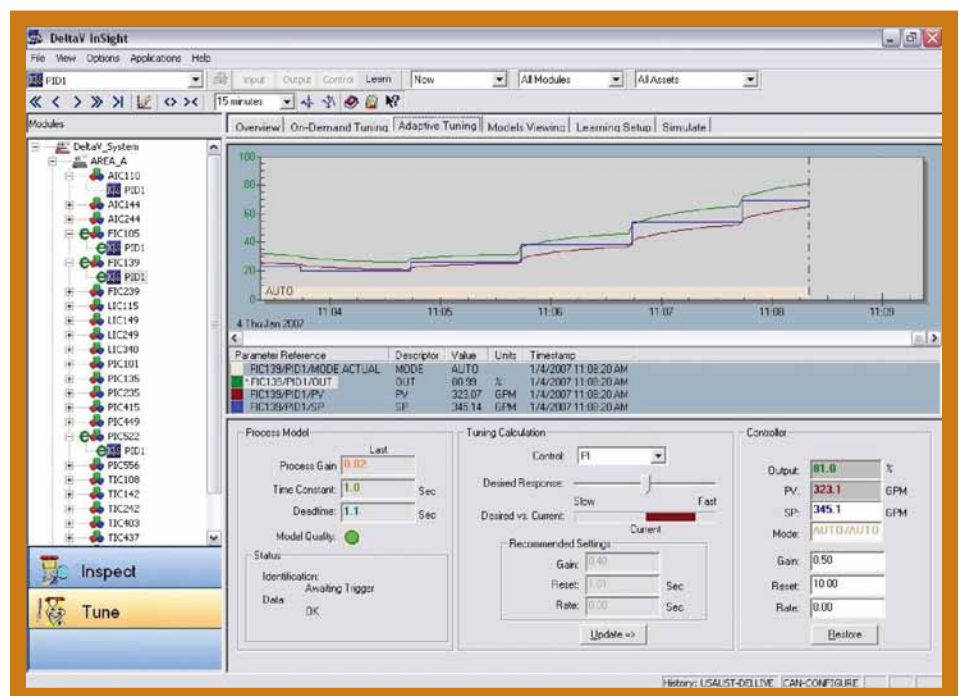 DeltaV InSight
File View Options Applications Help
PID1 Input Output Control Learn Now All Modules All Assets
15 minutes
Modules
Overview On-Demand Tuning Adaptive Tuning Models Viewing Learning Setup Simulate
DeltaV_System
AREA_A
AIC110
PID1
AIC144
AIC244
FIC105
PID1
FIC139
PID1
FIC239
LIC115
LIC149
LIC249
LIC340
PIC101
PIC135
PIC235
PIC415
PIC449
PIC522
PID1
PIC556
TIC108
TIC142
TIC242
TIC403
TIC437
Inspect
Tune
100
80
60
40
20
0
AUTO
11:04 11:05 11:06 11:07 11:08 11:09
4 Thu Jan 2007
Parameter Reference Descriptor Value Units Timestamp
FIC139/PID1/MODE.ACTUAL MODE AUTO 1/4/2007 11:08:20 AM
* FIC139/PID1/OUT OUT 80.99 % 1/4/2007 11:08:20 AM
FIC139/PID1/PV PV 323.07 GPM 1/4/2007 11:08:20 AM
FIC139/PID1/SP SP 345.14 GPM 1/4/2007 11:08:20 AM
Process Model
Last
Process Gain 0.82
Time Constant: 1.0 Sec
Deadtime: 1.1 Sec
Model Quality:
Status
Identification:
Awaiting Trigger
Data:
OK
Tuning Calculation
Control: PI
Desired Response:
Slow Fast
Desired vs. Current:
Current
Recommended Settings
Gain: 0.40
Reset: 1.01 Sec
Rate: 0.00 Sec
Update =>
Controller
Output: 81.0 %
PV: 323.1 GPM
SP: 345.1 GPM
Mode: AUTO/AUTO
Gain: 0.50
Reset: 10.00
Rate: 0.00
Restore
History: USAUST-DELLIVE CAN-CONFIGURE